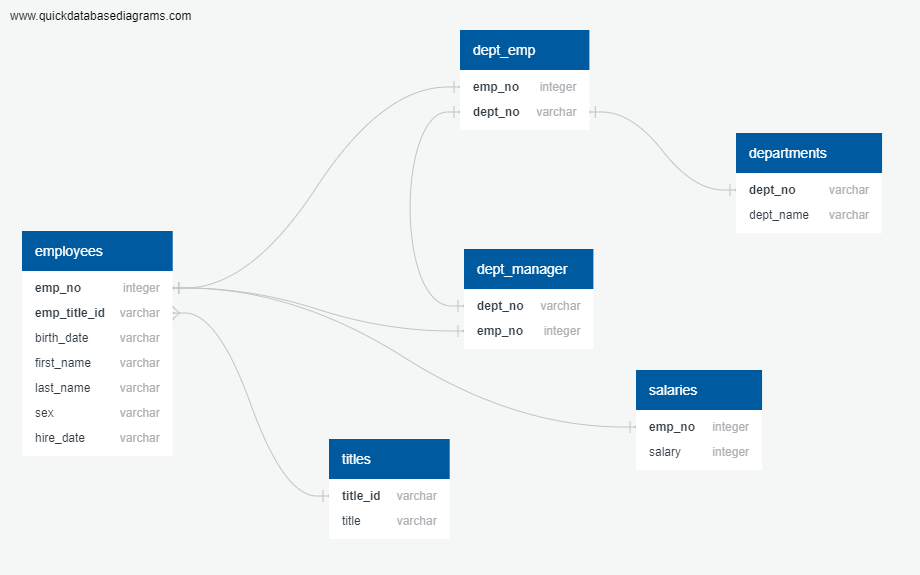 www.quickdatabasediagrams.com
dept_emp
emp_no integer
dept_no varchar
departments
dept_no varchar
dept_name varchar
employees
emp_no integer
emp_title_id varchar
birth_date varchar
first_name varchar
last_name varchar
sex varchar
hire_date varchar
dept_manager
dept_no varchar
emp_no integer
salaries
emp_no integer
salary integer
titles
title_id varchar
title varchar